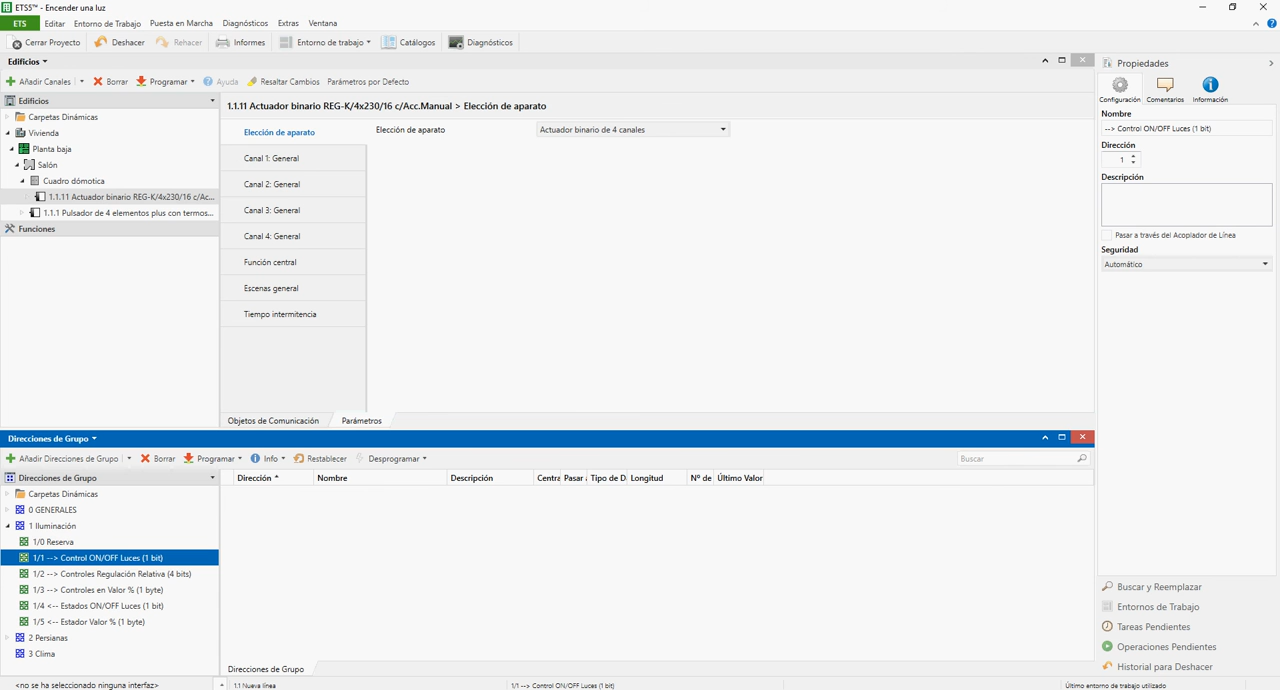 ETS5™ - Encender una luz
ETS Editar Entorno de Trabajo Puesta en Marcha Diagnósticos Extras Ventana
Cerrar Proyecto Deshacer Rehacer Informes Entorno de trabajo Catálogos Diagnósticos
Edificios
Añadir Canales Borrar Programar Ayuda Resaltar Cambios Parámetros por Defecto
Edificios
Carpetas Dinámicas
Vivienda
Planta baja
Salón
Cuadro dómotica
1.1.11 Actuador binario REG-K/4x230/16 c/Ac...
1.1.1 Pulsador de 4 elementos plus con termos...
Funciones
1.1.11 Actuador binario REG-K/4x230/16 c/Acc.Manual > Elección de aparato
Elección de aparato
Canal 1: General
Canal 2: General
Canal 3: General
Canal 4: General
Función central
Escenas general
Tiempo intermitencia
Elección de aparato Actuador binario de 4 canales
Objetos de Comunicación Parámetros
Direcciones de Grupo
Añadir Direcciones de Grupo Borrar Programar Info Restablecer Desprogramar Buscar
Direcciones de Grupo
Carpetas Dinámicas
0 GENERALES
1 Iluminación
1/0 Reserva
1/1 --> Control ON/OFF Luces (1 bit)
1/2 --> Controles Regulación Relativa (4 bits)
1/3 --> Controles en Valor % (1 byte)
1/4 <-- Estados ON/OFF Luces (1 bit)
1/5 <-- Estador Valor % (1 byte)
2 Persianas
3 Clima
Dirección Nombre Descripción Centra Pasar Tipo de D Longitud Nº de Último Valor
Direcciones de Grupo
Propiedades
Configuración Comentarios Información
Nombre
--> Control ON/OFF Luces (1 bit)
Dirección
1
Descripción
Pasar a través del Acoplador de Línea
Seguridad
Automático
Buscar y Reemplazar
Entornos de Trabajo
Tareas Pendientes
Operaciones Pendientes
Historial para Deshacer
<no se ha seleccionado ninguna interfaz> 1.1 Nueva línea 1/1 --> Control ON/OFF Luces (1 bit) Último entorno de trabajo utilizado